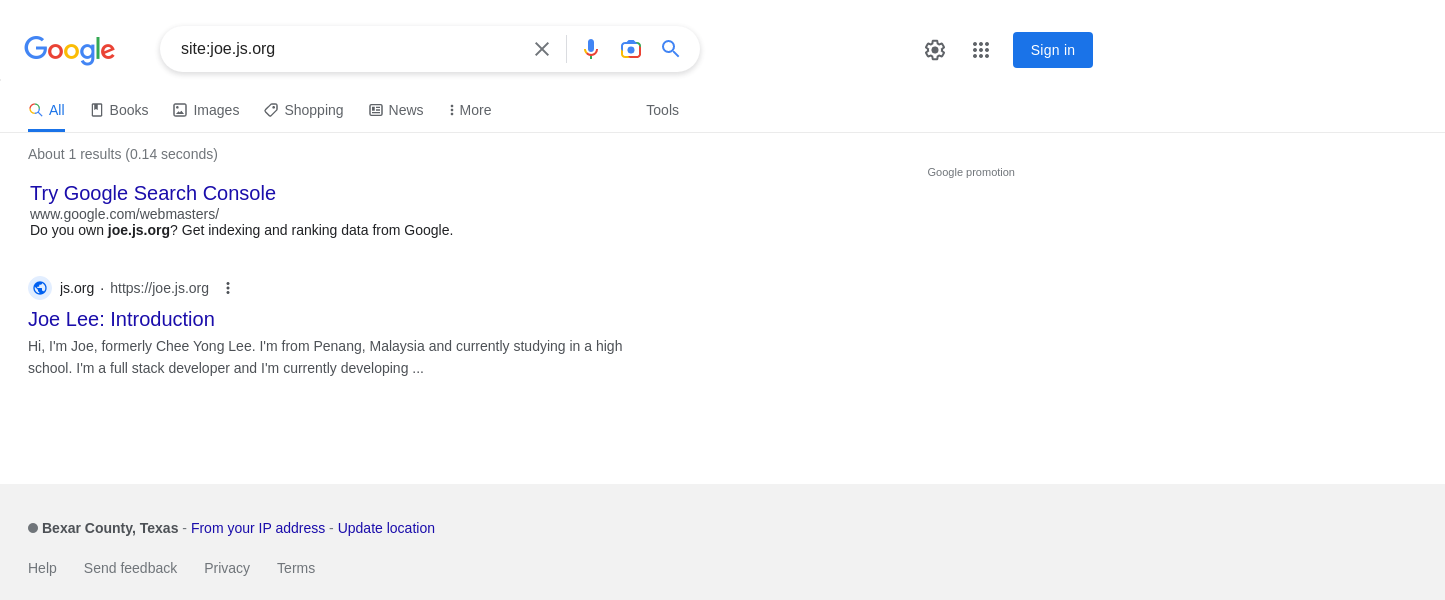 Google
site:joe.js.org
Sign in
All
Books
Images
Shopping
News
More
Tools
About 1 results (0.14 seconds)
Google promotion
Try Google Search Console
www.google.com/webmasters/
Do you own joe.js.org? Get indexing and ranking data from Google.
js.org · https://joe.js.org
Joe Lee: Introduction
Hi, I'm Joe, formerly Chee Yong Lee. I'm from Penang, Malaysia and currently studying in a high
school. I'm a full stack developer and I'm currently developing ...
Bexar County, Texas - From your IP address - Update location
Help Send feedback Privacy Terms